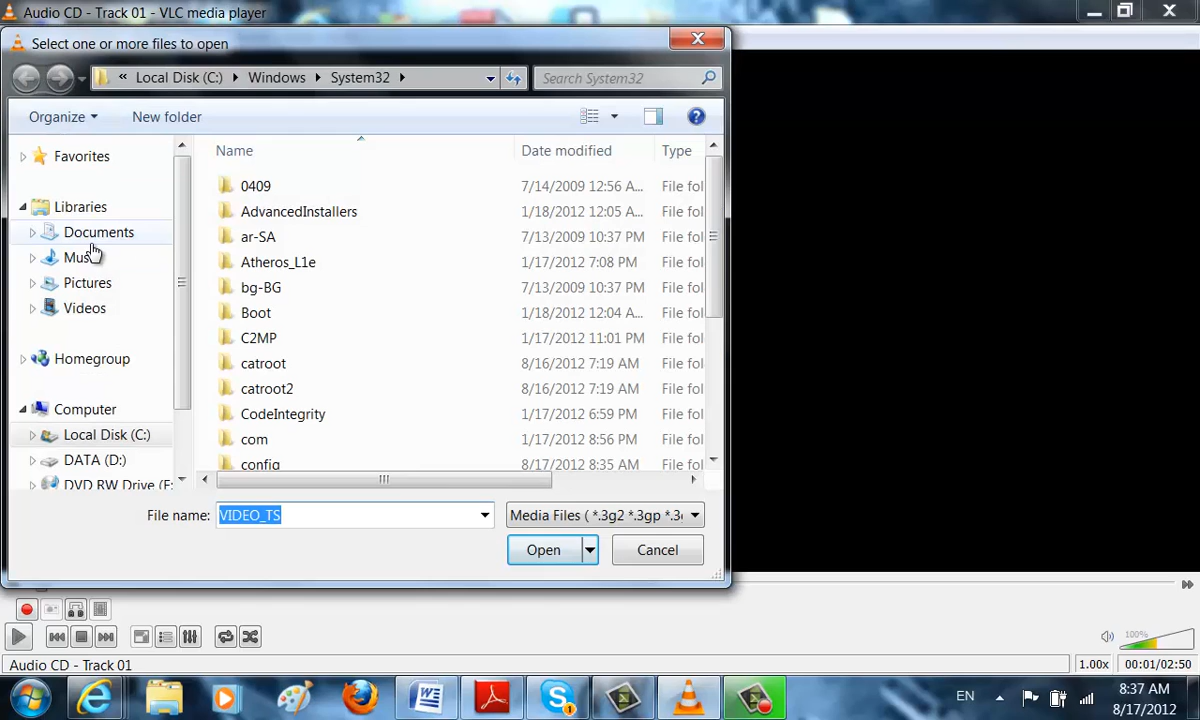 Audio CD - Track 01 - VLC media player
Select one or more files to open
« Local Disk (C:) Windows System32
Search System32
Organize
New folder
Name Date modified Type
Favorites
Libraries
Documents
Music
Pictures
Videos
Homegroup
Computer
Local Disk (C:)
DATA (D:)
DVD RW Drive (E:
0409 7/14/2009 12:56 A... File fol
AdvancedInstallers 1/18/2012 12:05 A... File fol
ar-SA 7/13/2009 10:37 PM File fol
Atheros_L1e 1/17/2012 7:08 PM File fol
bg-BG 7/13/2009 10:37 PM File fol
Boot 1/18/2012 12:04 A... File fol
C2MP 1/17/2012 11:01 PM File fol
catroot 8/16/2012 7:19 AM File fol
catroot2 8/16/2012 7:19 AM File fol
CodeIntegrity 1/17/2012 6:59 PM File fol
com 1/17/2012 8:56 PM File fol
config 8/17/2012 8:35 AM File fol
File name: VIDEO_TS
Media Files ( *.3g2 *.3gp *.3
Open
Cancel
100%
Audio CD - Track 01
1.00x 00:01/02:50
EN
8:37 AM
8/17/2012